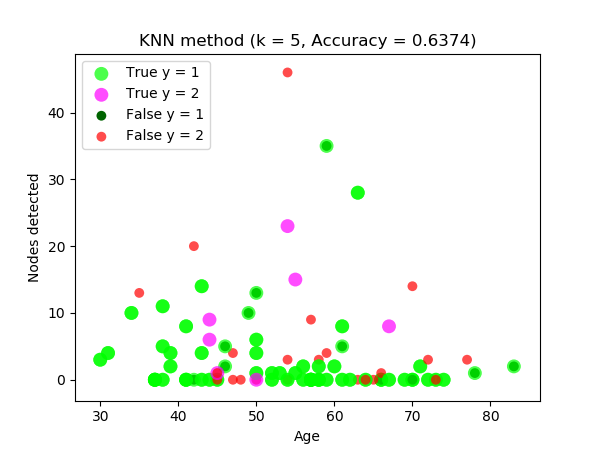 KNN method (k = 5, Accuracy = 0.6374)
True y = 1
True y = 2
False y = 1
False y = 2
Nodes detected
40
30
20
10
0
30 40 50 60 70 80
Age